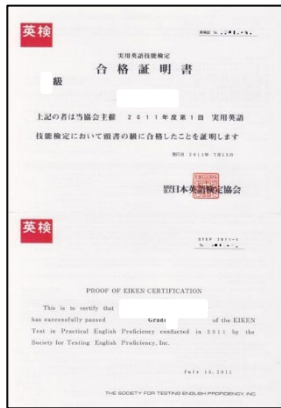 英検
実用英語技能検定
合格証明書
級
上記の者は当協会主催 2011年度第1回 実用英語
技能検定において頭書の級に合格したことを証明します
日本英語検定協会
英検
PROOF OF EIKEN CERTIFICATION
This is to certify that
has successfully passed Grade of the EIKEN
Test in Practical English Proficiency conducted in 2011 by the
Society for Testing English Proficiency, Inc.
July 15, 2011
THE SOCIETY FOR TESTING ENGLISH PROFICIENCY, INC.